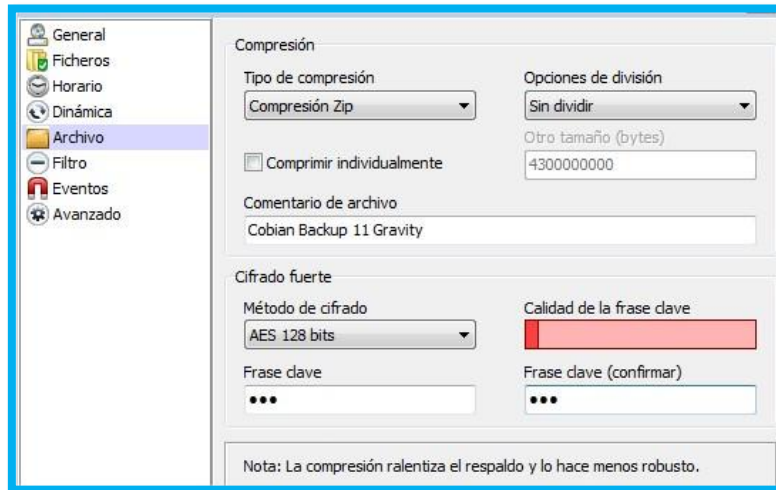 General
Ficheros
Horario
Dinámica
Archivo
Filtro
Eventos
Avanzado
Compresión
Tipo de compresión
Opciones de división
Compresión Zip
Sin dividir
Otro tamaño (bytes)
Comprimir individualmente
4300000000
Comentario de archivo
Cobian Backup 11 Gravity
Cifrado fuerte
Método de cifrado
Calidad de la frase clave
AES 128 bits
Frase clave
Frase clave (confirmar)
•••
•••
Nota: La compresión ralentiza el respaldo y lo hace menos robusto.